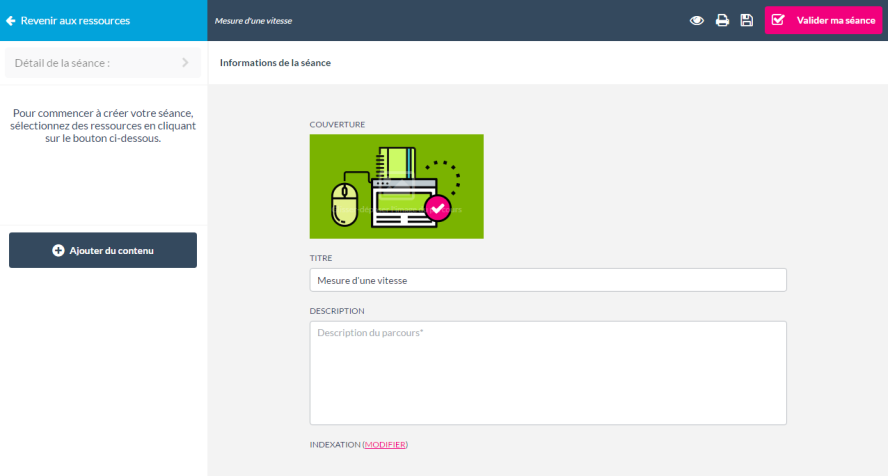 Revenir aux ressources
Mesure d'une vitesse
Valider ma séance
Détail de la séance :
Informations de la séance
Pour commencer à créer votre séance,
sélectionnez des ressources en cliquant
sur le bouton ci-dessous.
Ajouter du contenu
COUVERTURE
TITRE
Mesure d'une vitesse
DESCRIPTION
Description du parcours*
INDEXATION (MODIFIER)